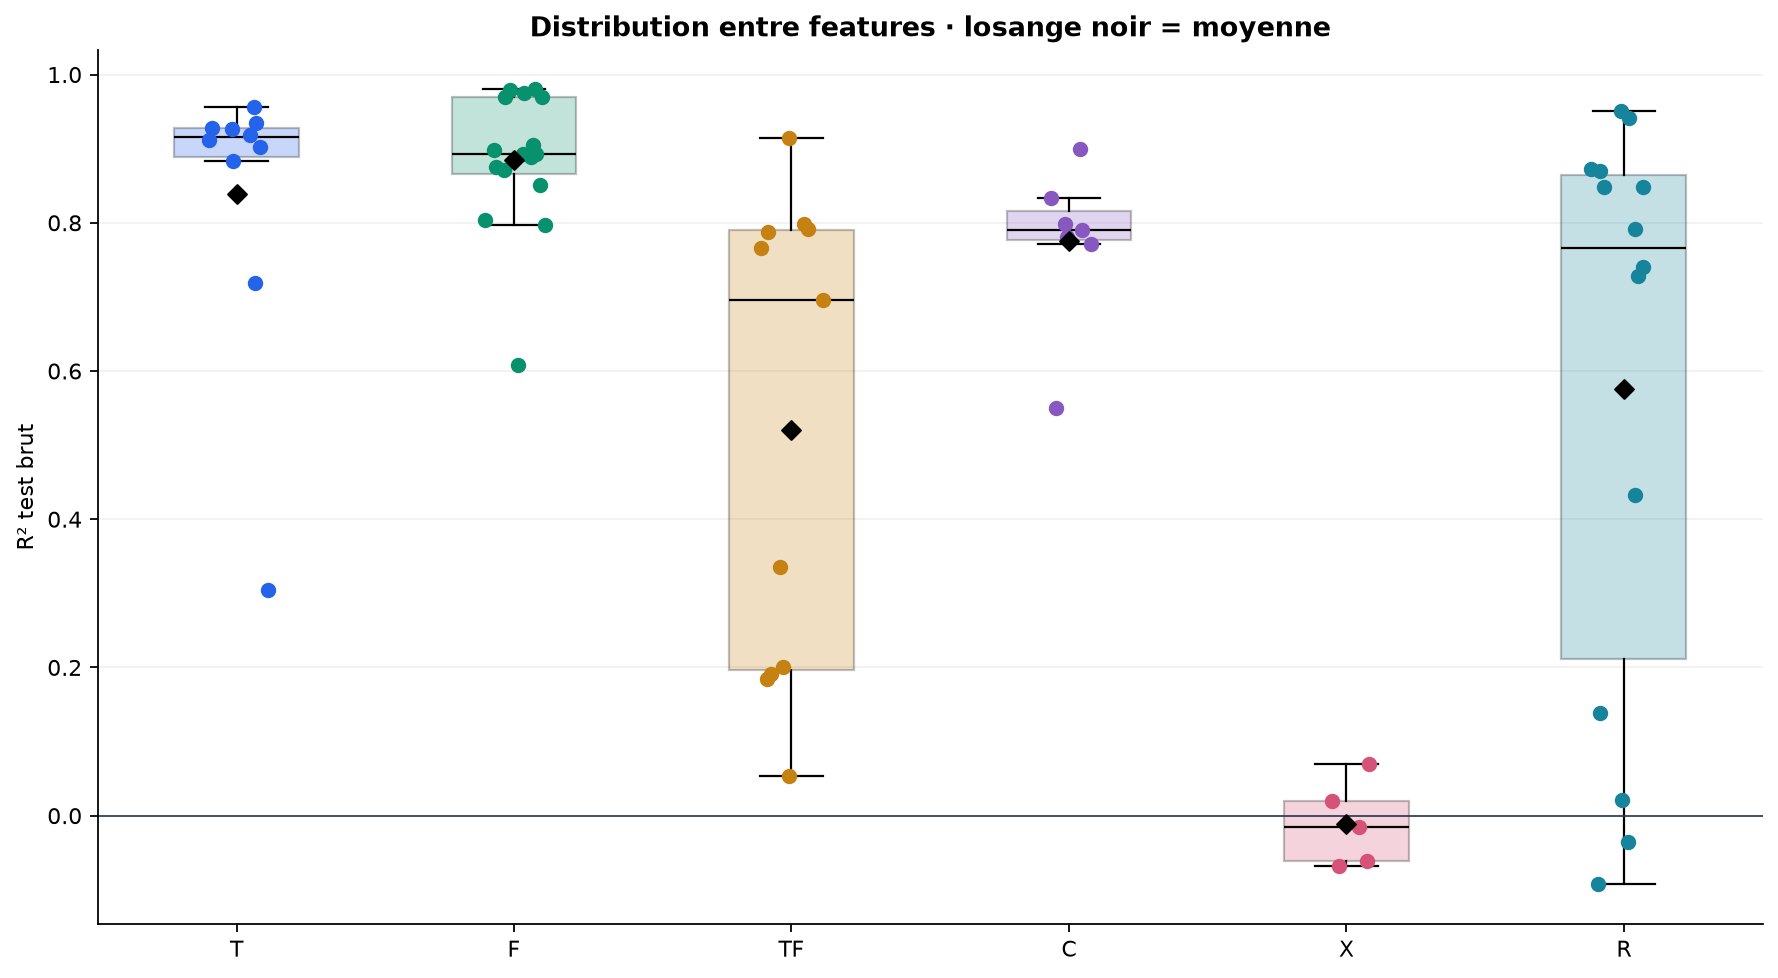 Distribution entre features · losange noir = moyenne
R² test brut
1.0
0.8
0.6
0.4
0.2
0.0
T F TF C X R